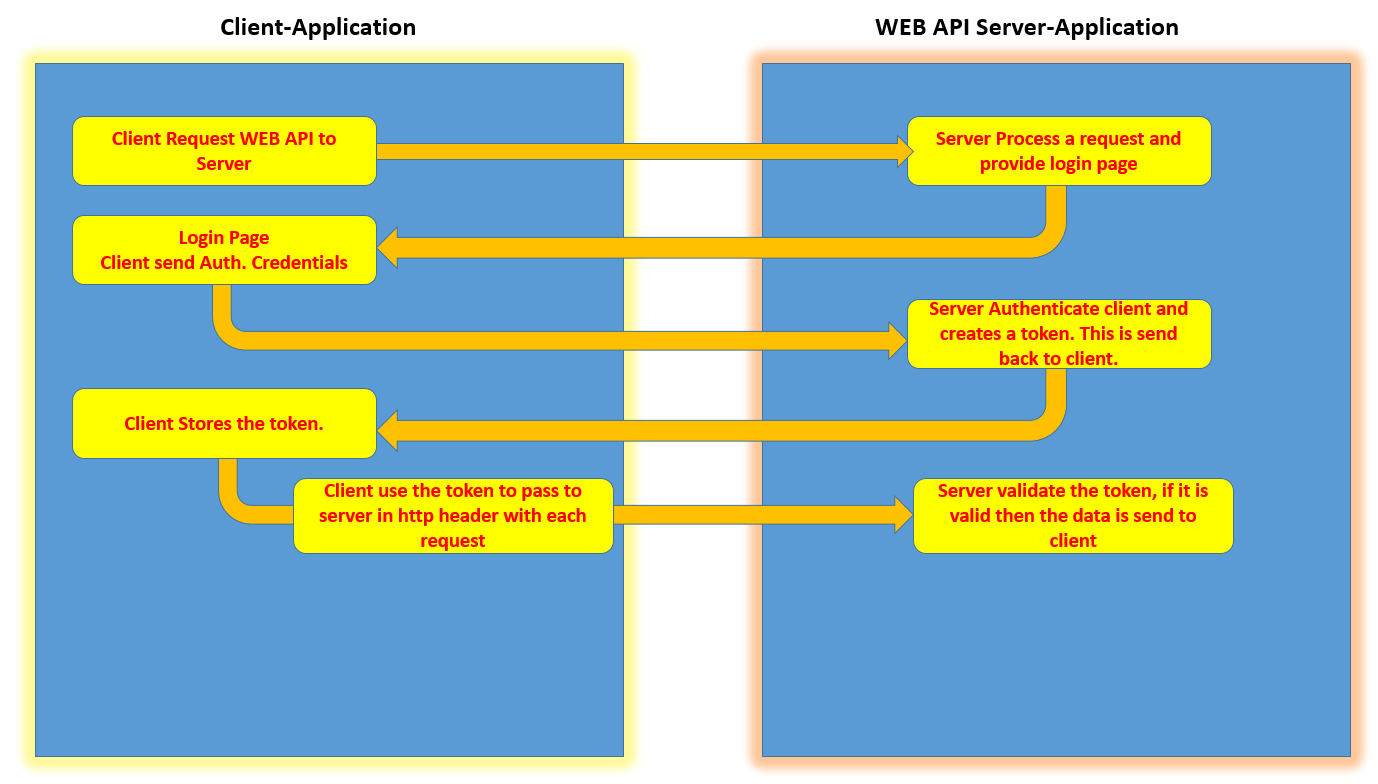 Client-Application
WEB API Server-Application
Client Request WEB API to
Server
Server Process a request and
provide login page
Login Page
Client send Auth. Credentials
Server Authenticate client and
creates a token. This is send
back to client.
Client Stores the token.
Client use the token to pass to
server in http header with each
request
Server validate the token, if it is
valid then the data is send to
client